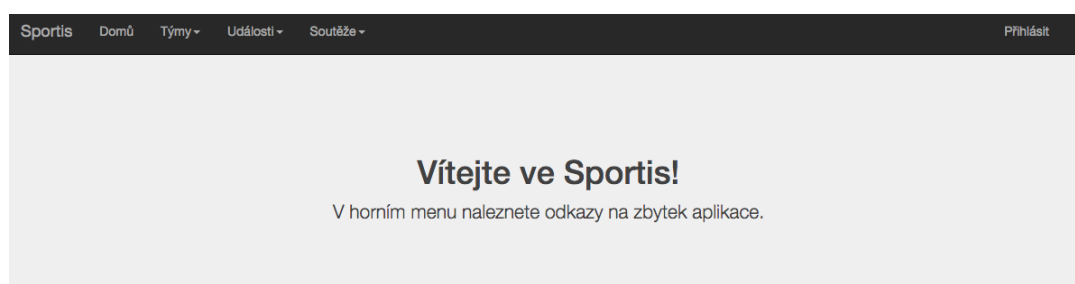 Sportis Domů Týmy Události Soutěže Přihlásit
Vítejte ve Sportis!
V horním menu naleznete odkazy na zbytek aplikace.